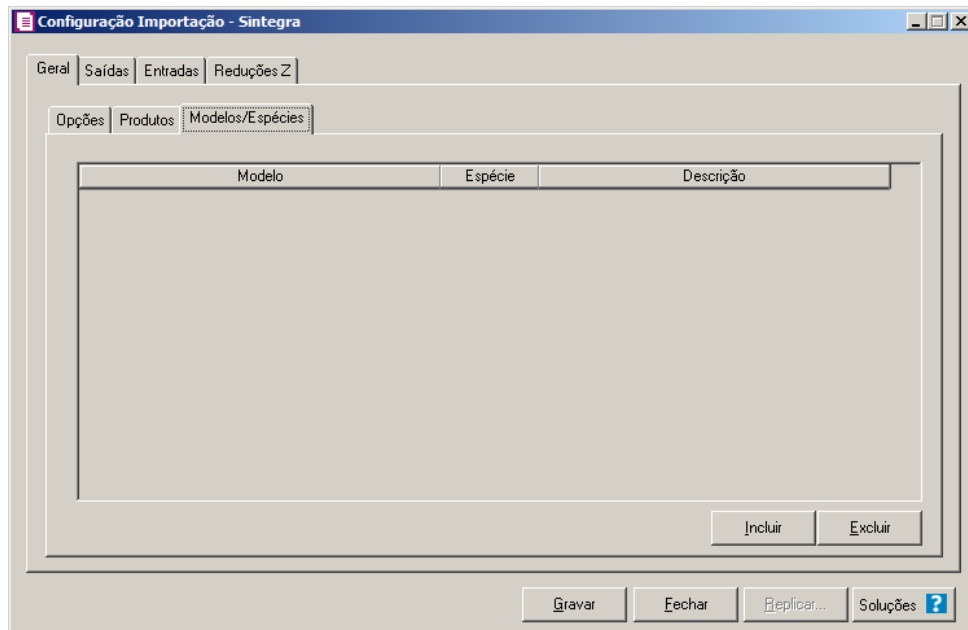 Configuração Importação - Sintegra
Geral Saídas Entradas Reduções Z
Opções Produtos Modelos/Espécies
Modelo Espécie Descrição
Incluir Excluir
Gravar Fechar Replicar... Soluções ?